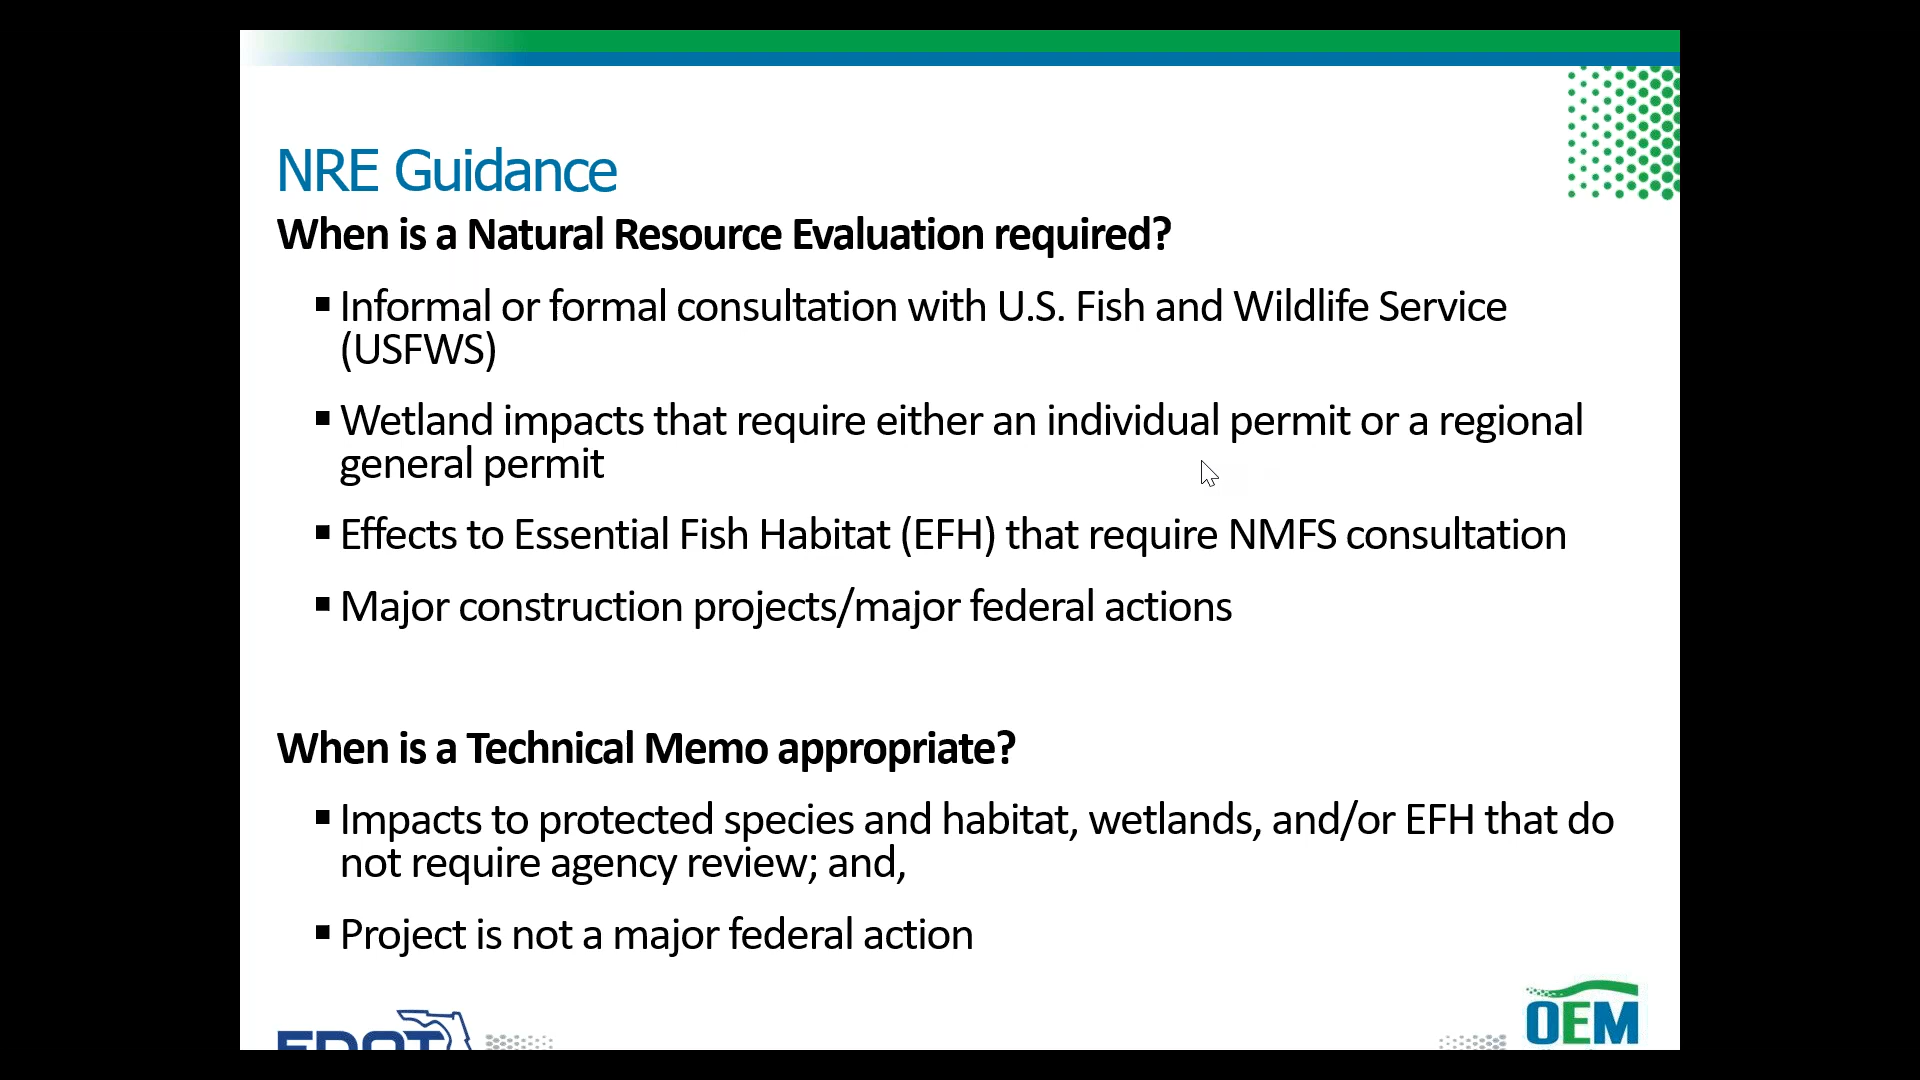 NRE Guidance
When is a Natural Resource Evaluation required?
▪ Informal or formal consultation with U.S. Fish and Wildlife Service
(USFWS)
▪ Wetland impacts that require either an individual permit or a regional
general permit
▪ Effects to Essential Fish Habitat (EFH) that require NMFS consultation
▪ Major construction projects/major federal actions
When is a Technical Memo appropriate?
▪ Impacts to protected species and habitat, wetlands, and/or EFH that do
not require agency review; and,
▪ Project is not a major federal action
FDOT
OEM